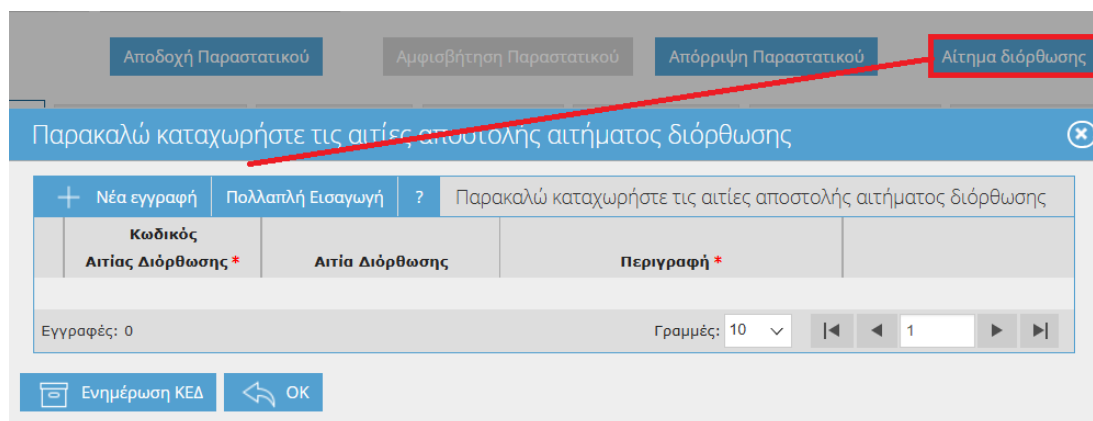 Αποδοχή Παραστατικού Αμφισβήτηση Παραστατικού Απόρριψη Παραστατικού Αίτημα διόρθωσης
Παρακαλώ καταχωρήστε τις αιτίες αποστολής αιτήματος διόρθωσης
Νέα εγγραφή Πολλαπλή Εισαγωγή ? Παρακαλώ καταχωρήστε τις αιτίες αποστολής αιτήματος διόρθωσης
Κωδικός
Αιτίας Διόρθωσης * Αιτία Διόρθωσης Περιγραφή *
Εγγραφές: 0 Γραμμές: 10 1
Ενημέρωση ΚΕΔ OK